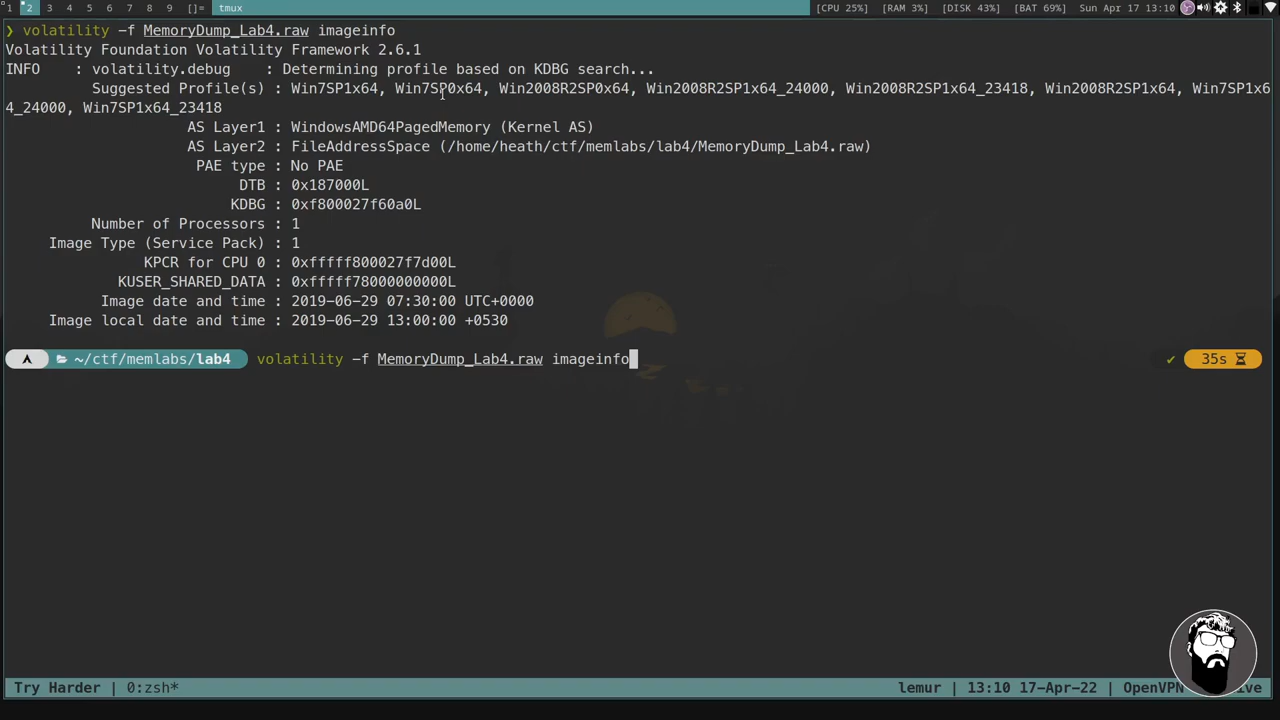 1 2 3 4 5 6 7 8 9 []= tmux [CPU 25%] [RAM 3%] [DISK 43%] [BAT 69%] Sun Apr 17 13:10
❯ volatility -f MemoryDump_Lab4.raw imageinfo
Volatility Foundation Volatility Framework 2.6.1
INFO    : volatility.debug    : Determining profile based on KDBG search...
Suggested Profile(s) : Win7SP1x64, Win7SP0x64, Win2008R2SP0x64, Win2008R2SP1x64_24000, Win2008R2SP1x64_23418, Win2008R2SP1x64, Win7SP1x6
4_24000, Win7SP1x64_23418
AS Layer1 : WindowsAMD64PagedMemory (Kernel AS)
AS Layer2 : FileAddressSpace (/home/heath/ctf/memlabs/lab4/MemoryDump_Lab4.raw)
PAE type : No PAE
DTB : 0x187000L
KDBG : 0xf800027f60a0L
Number of Processors : 1
Image Type (Service Pack) : 1
KPCR for CPU 0 : 0xfffff800027f7d00L
KUSER_SHARED_DATA : 0xfffff78000000000L
Image date and time : 2019-06-29 07:30:00 UTC+0000
Image local date and time : 2019-06-29 13:00:00 +0530
~/ctf/memlabs/lab4 volatility -f MemoryDump_Lab4.raw imageinfo ✔ 35s
Try Harder | 0:zsh* lemur | 13:10 17-Apr-22 | OpenVPN